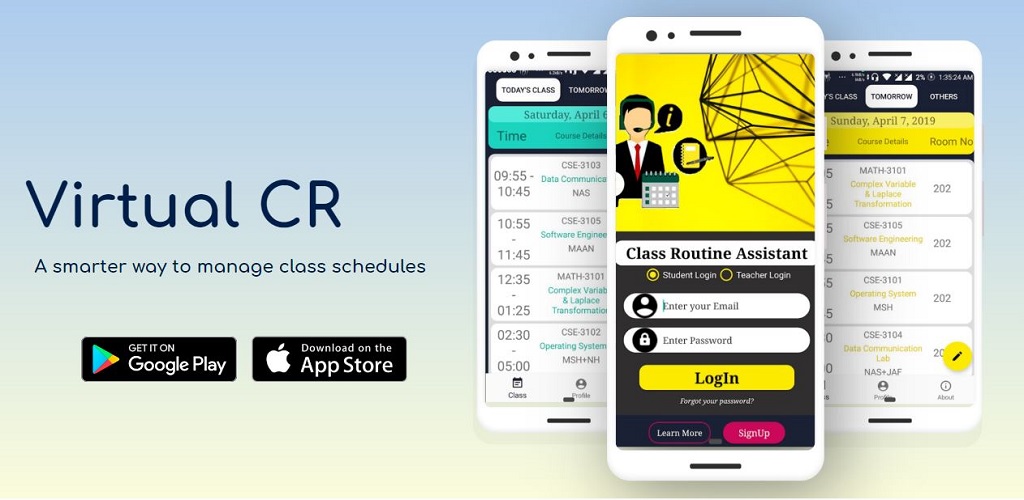 Virtual CR
A smarter way to manage class schedules
GET IT ON
Google Play
Download on the
App Store
TODAY'S CLASS
TOMORROW
Saturday, April 6
Time
Course Details
09:55 -
10:45
CSE-3103
NAS
10:55
-
11:45
CSE-3105
MAAN
12:35
-
01:25
MATH-3101
& Laplace
Transformation
02:30
-
05:00
CSE-3102
MSH+NH
Class
Profile
i
Class Routine Assistant
Student Login
Teacher Login
Enter your Email
Enter Password
LogIn
Forgot your password?
Learn More
SignUp
2%
1:35:24 AM
TOMORROW
OTHERS
Sunday, April 7, 2019
Course Details
Room No
MATH-3101
Complex Variable
& Laplace
Transformation
202
CSE-3105
Software Engineering
MAAN
202
CSE-3101
Operating System
MSH
202
CSE-3104
Data Communication
Lab
NAS+JAF
About